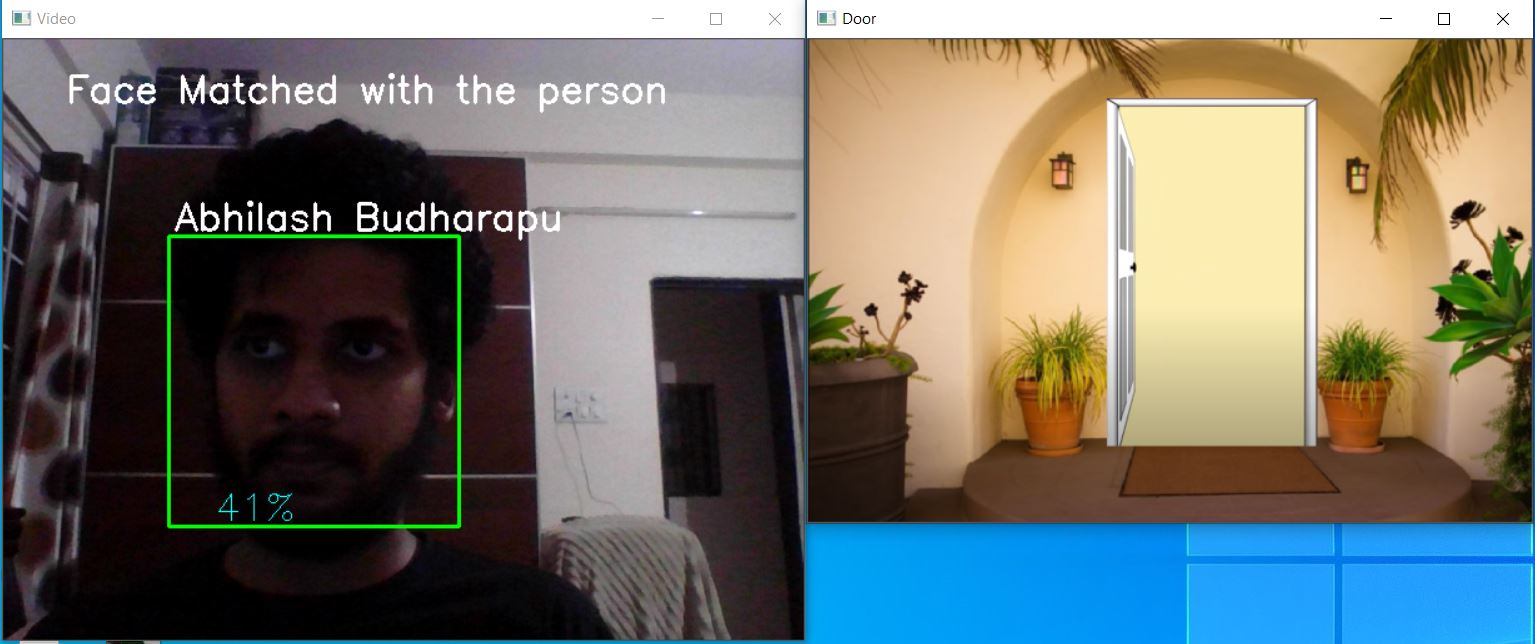 Video
Door
Face Matched with the person
Abhilash Budharapu
41%